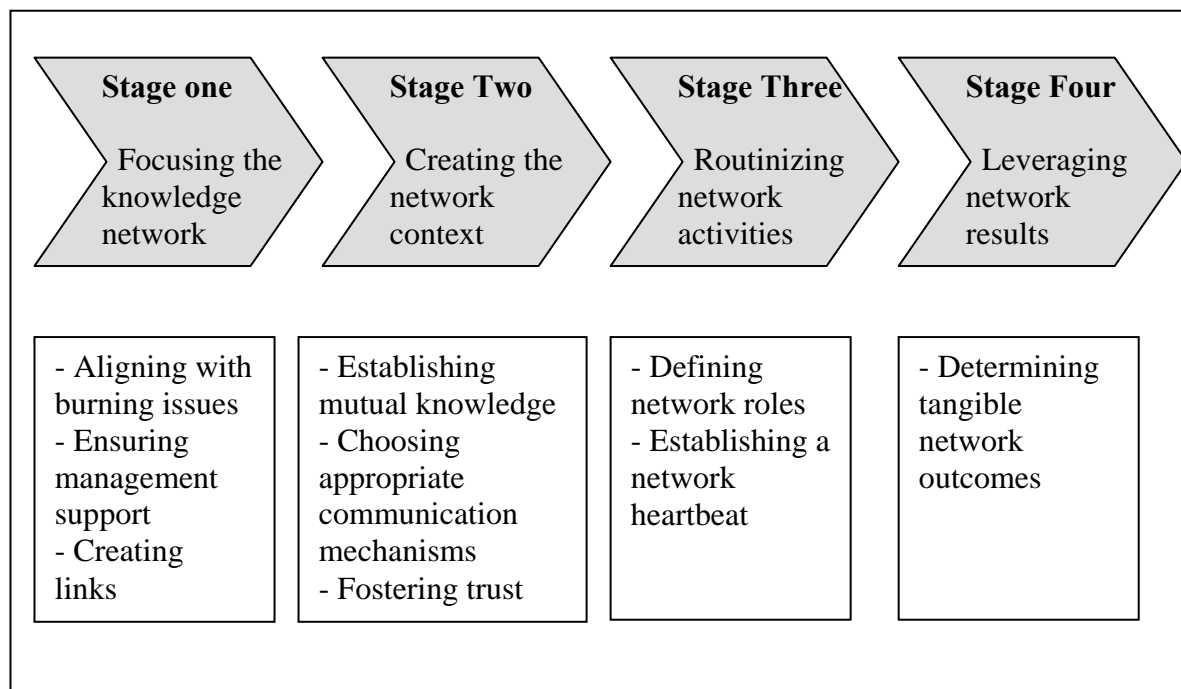 Stage one
Focusing the
knowledge
network
Stage Two
Creating the
network
context
Stage Three
Routinizing
network
activities
Stage Four
Leveraging
network
results
- Aligning with
burning issues
- Ensuring
management
support
- Creating
links
- Establishing
mutual knowledge
- Choosing
appropriate
communication
mechanisms
- Fostering trust
- Defining
network roles
- Establishing a
network
heartbeat
- Determining
tangible
network
outcomes